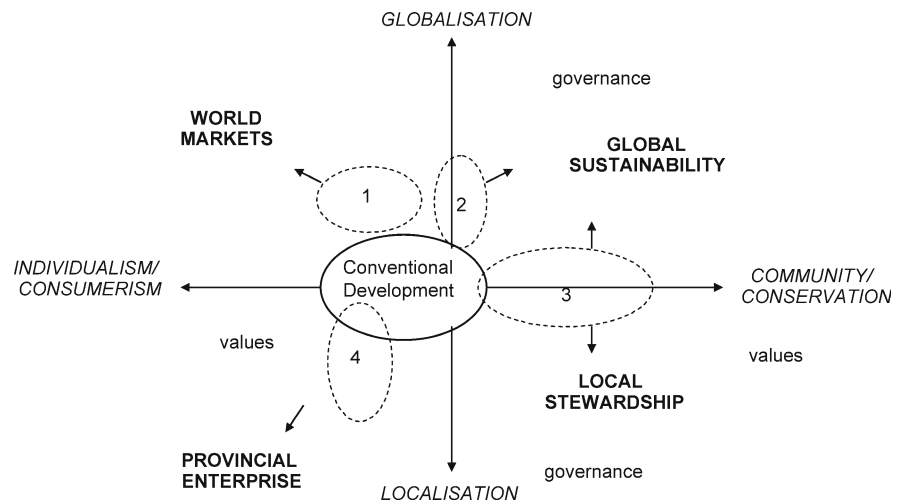 GLOBALISATION
governance
WORLD
MARKETS
GLOBAL
SUSTAINABILITY
1
2
INDIVIDUALISM/
CONSUMERISM
Conventional
Development
3
COMMUNITY/
CONSERVATION
values
4
values
LOCAL
STEWARDSHIP
PROVINCIAL
ENTERPRISE
governance
LOCALISATION